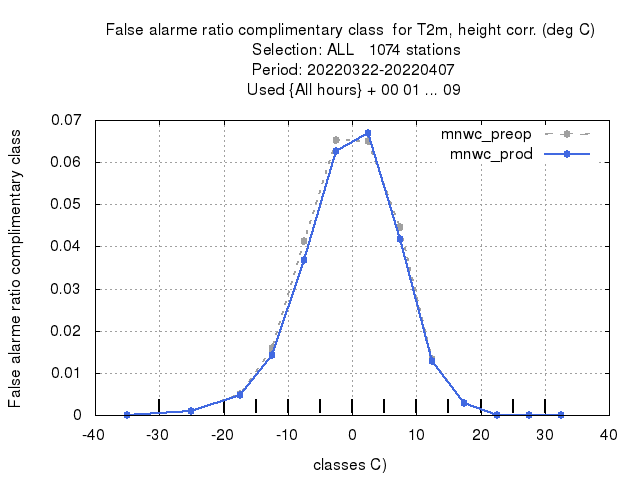 False alarme ratio complimentary class  for T2m, height corr. (deg C)
Selection: ALL   1074 stations
Period: 20220322-20220407
Used {All hours} + 00 01 ... 09
mnwc_preop
mnwc_prod
False alarme ratio complimentary class
0.07
0.06
0.05
0.04
0.03
0.02
0.01
0
-40 -30 -20 -10 0 10 20 30 40
classes C)